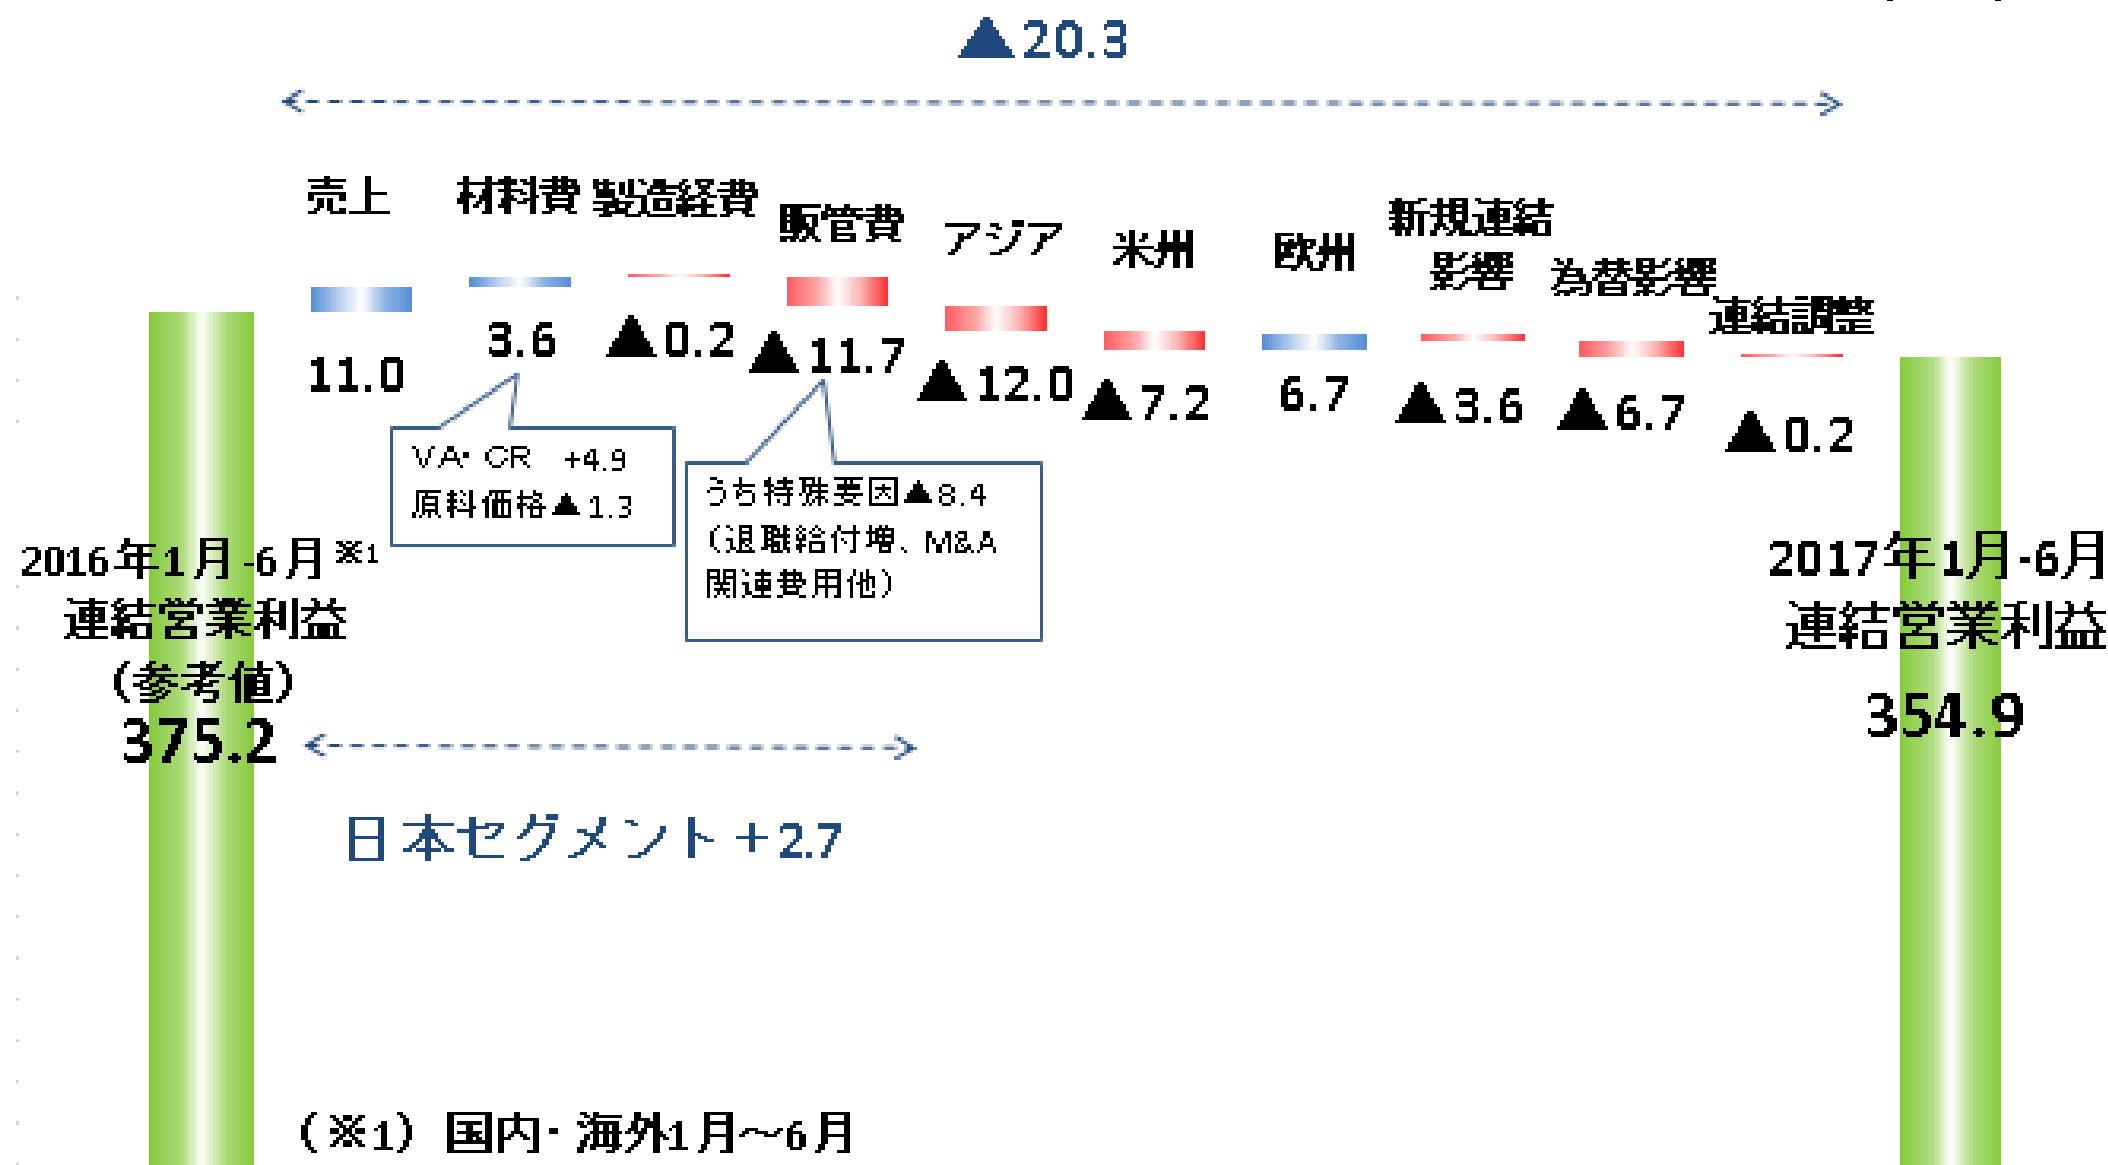 ▲20.3
売上
材料費
製造経費
販管費
アジア
米州
欧州
新規連結
影響
為替影響
連結調整
11.0
3.6
▲0.2
▲11.7
▲12.0
▲7.2
6.7
▲3.6
▲6.7
▲0.2
VA・CR +4.9
原料価格▲1.3
うち特殊要因▲8.4
（退職給付増、M&A
関連費用他）
2016年1月-6月※1
連結営業利益
（参考値）
375.2
2017年1月-6月
連結営業利益
354.9
日本セグメント＋2.7
（※1）国内・海外1月～6月